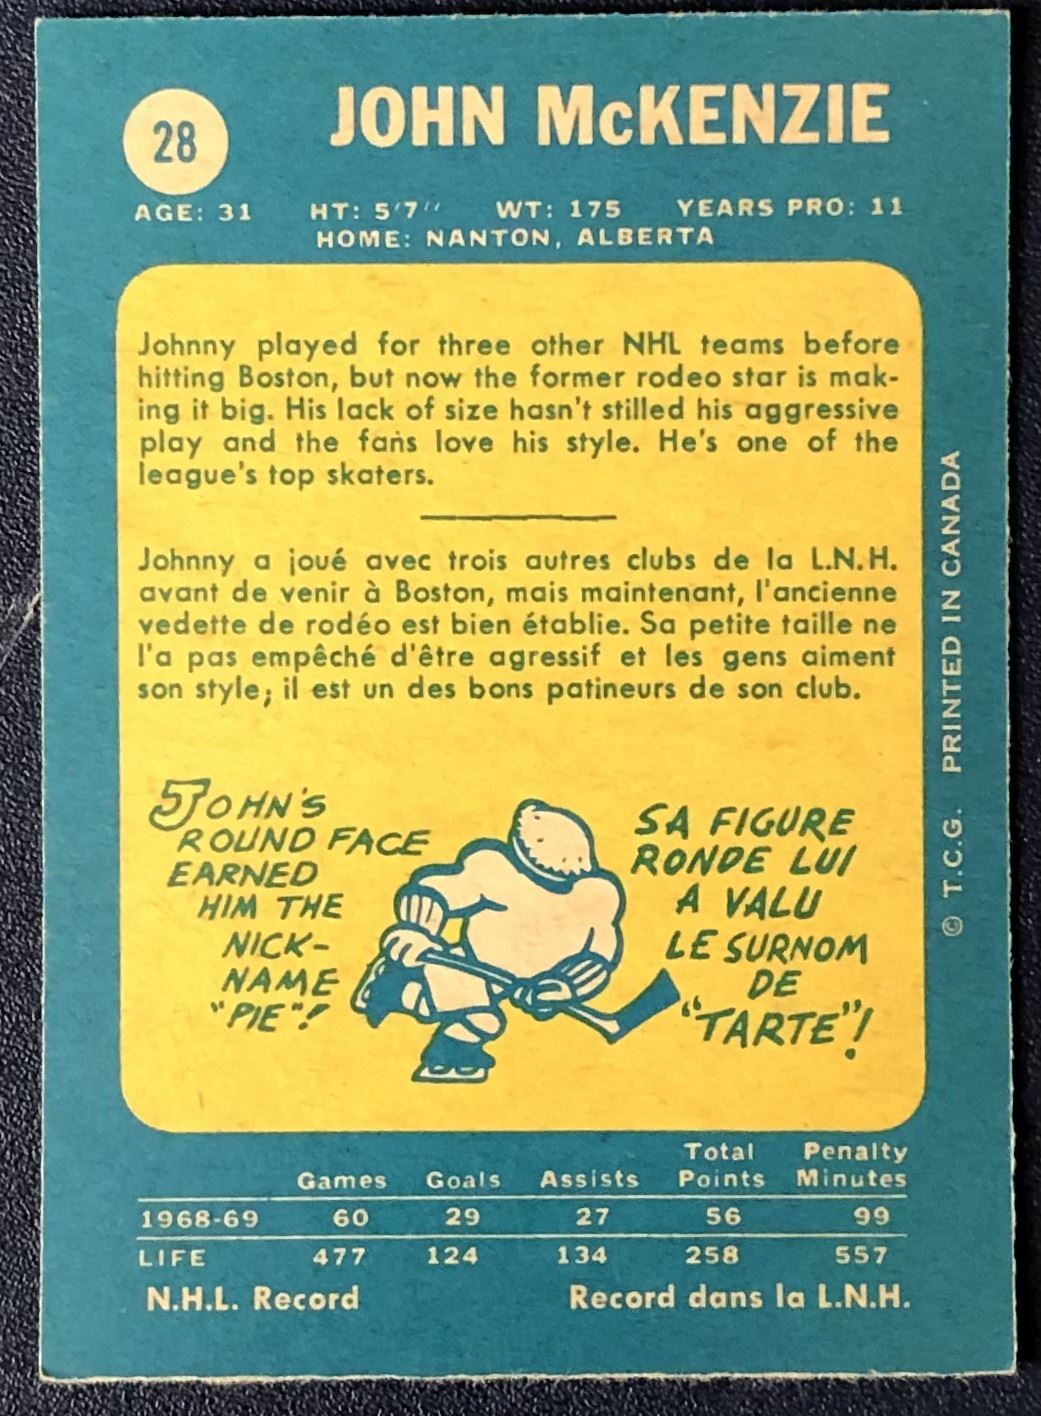 28
JOHN McKENZIE
AGE: 31 HT: 5'7" WT: 175 YEARS PRO: 11
HOME: NANTON, ALBERTA
Johnny played for three other NHL teams before
hitting Boston, but now the former rodeo star is mak-
ing it big. His lack of size hasn't stilled his aggressive
play and the fans love his style. He's one of the
league's top skaters.
Johnny a joué avec trois autres clubs de la L.N.H.
avant de venir à Boston, mais maintenant, l'ancienne
vedette de rodéo est bien établie. Sa petite taille ne
l'a pas empêché d'être agressif et les gens aiment
son style; il est un des bons patineurs de son club.
JOHN'S
ROUND FACE
EARNED
HIM THE
NICK-
NAME
"PIE"!
SA FIGURE
RONDE LUI
A VALU
LE SURNOM
DE
"TARTE"!
© T.C.G. PRINTED IN CANADA
Total Penalty
Games Goals Assists Points Minutes
1968-69 60 29 27 56 99
LIFE 477 124 134 258 557
N.H.L. Record Record dans la L.N.H.